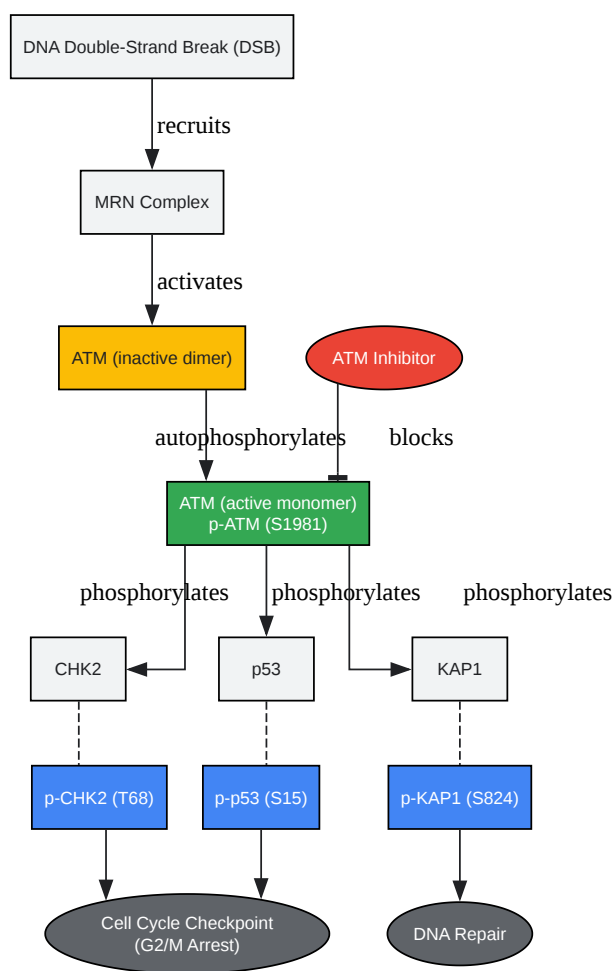 DNA Double-Strand Break (DSB)
recruits
MRN Complex
activates
ATM (inactive dimer)
ATM Inhibitor
autophosphorylates
blocks
ATM (active monomer)
p-ATM (S1981)
phosphorylates
phosphorylates
phosphorylates
CHK2
p53
KAP1
p-CHK2 (T68)
p-p53 (S15)
p-KAP1 (S824)
Cell Cycle Checkpoint
(G2/M Arrest)
DNA Repair